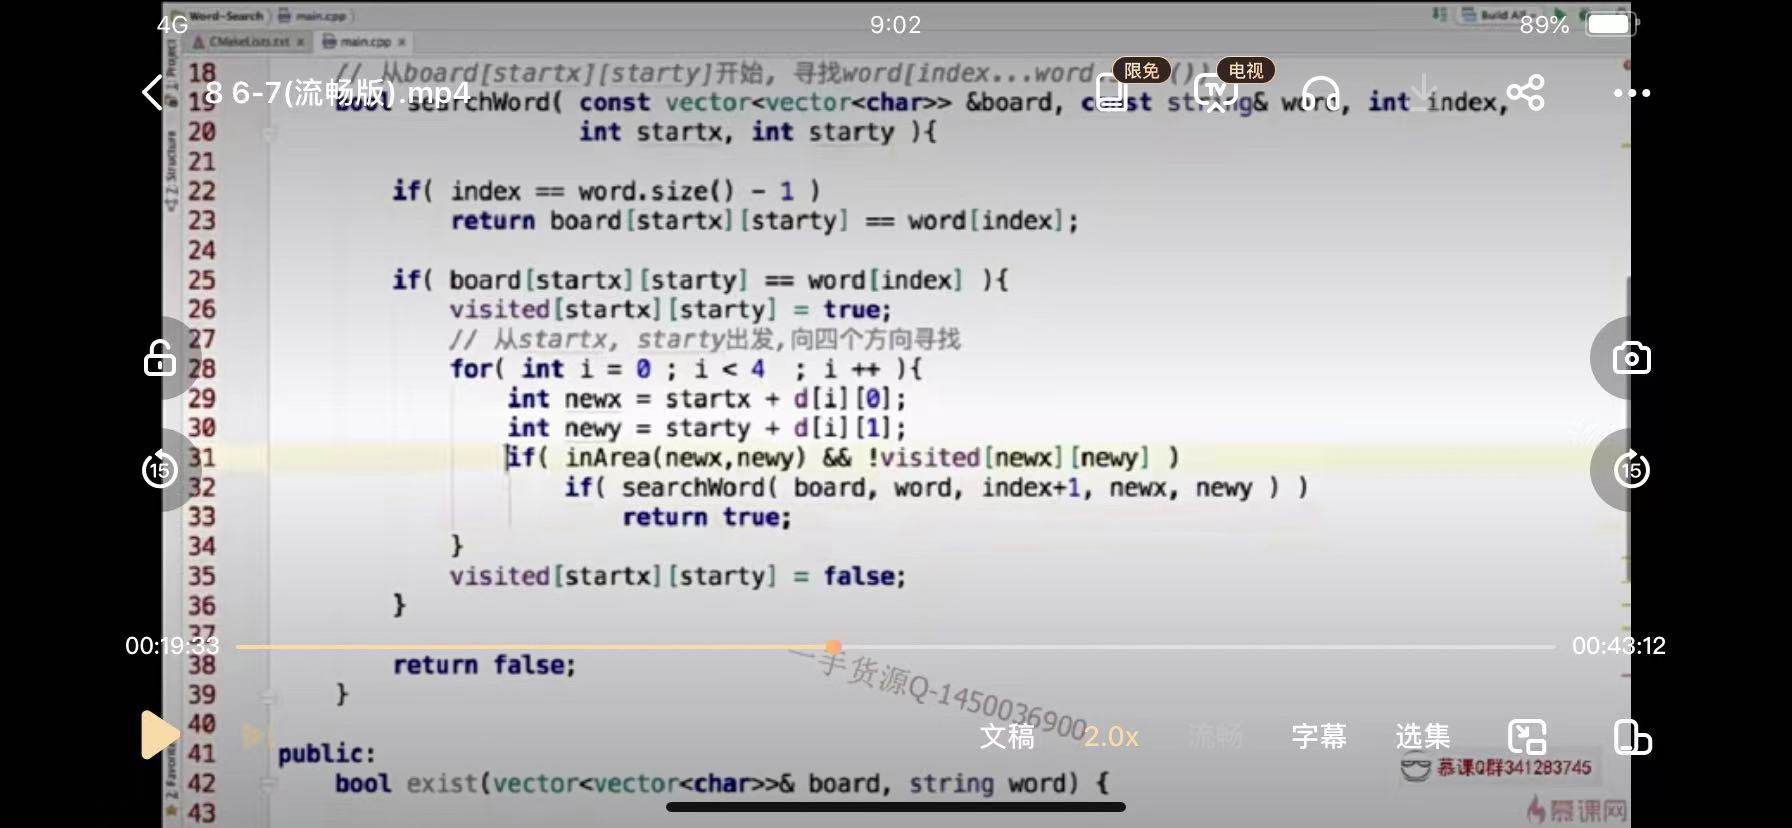 4G 9:02 89%
Word-Search main.cpp Build All
CMakeLists.txt × main.cpp ×
8 6-7(流畅版).mp4
限免 电视
1: Project
Z: Structure
2: Favorites
18 // 从board[startx][starty]开始, 寻找word[index...word
19 bool searchWord( const vector<vector<char>> &board, const string& word, int index,
20 int startx, int starty ){
21
22 if( index == word.size() - 1 )
23 return board[startx][starty] == word[index];
24
25 if( board[startx][starty] == word[index] ){
26 visited[startx][starty] = true;
27 // 从startx, starty出发,向四个方向寻找
28 for( int i = 0 ; i < 4 ; i ++ ){
29 int newx = startx + d[i][0];
30 int newy = starty + d[i][1];
31 if( inArea(newx,newy) && !visited[newx][newy] )
32 if( searchWord( board, word, index+1, newx, newy ) )
33 return true;
34 }
35 visited[startx][starty] = false;
36 }
37
00:19:33 00:43:12
38 return false;
39 }
一手货源Q-1450036900
40
文稿 2.0x 流畅 字幕 选集
41 public:
慕课Q群341283745
42 bool exist(vector<vector<char>>& board, string word) {
43
慕课网
15
15